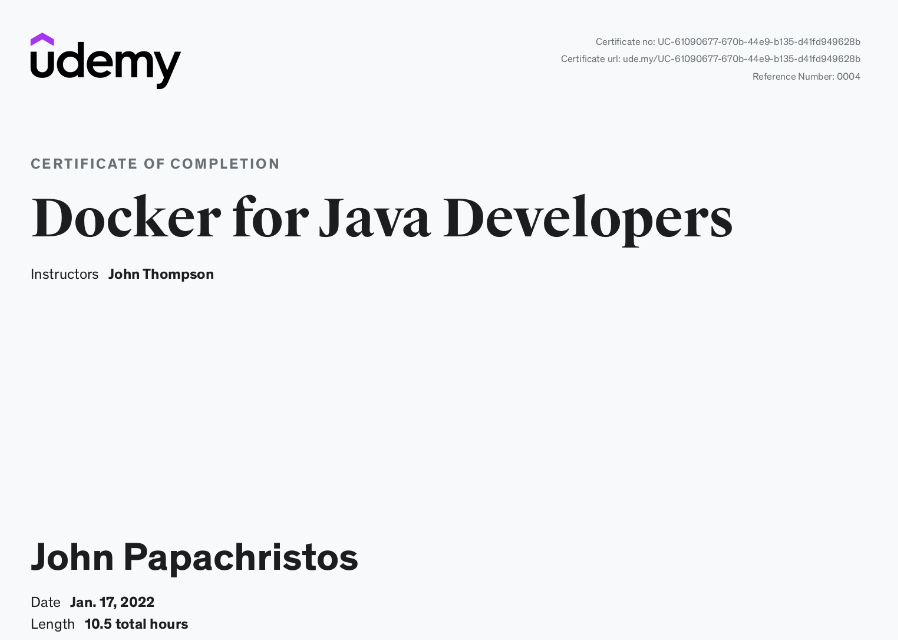 udemy
Certificate no: UC-61090677-670b-44e9-b135-d41fd949628b
Certificate url: ude.my/UC-61090677-670b-44e9-b135-d41fd949628b
Reference Number: 0004
CERTIFICATE OF COMPLETION
Docker for Java Developers
Instructors John Thompson
John Papachristos
Date Jan. 17, 2022
Length 10.5 total hours